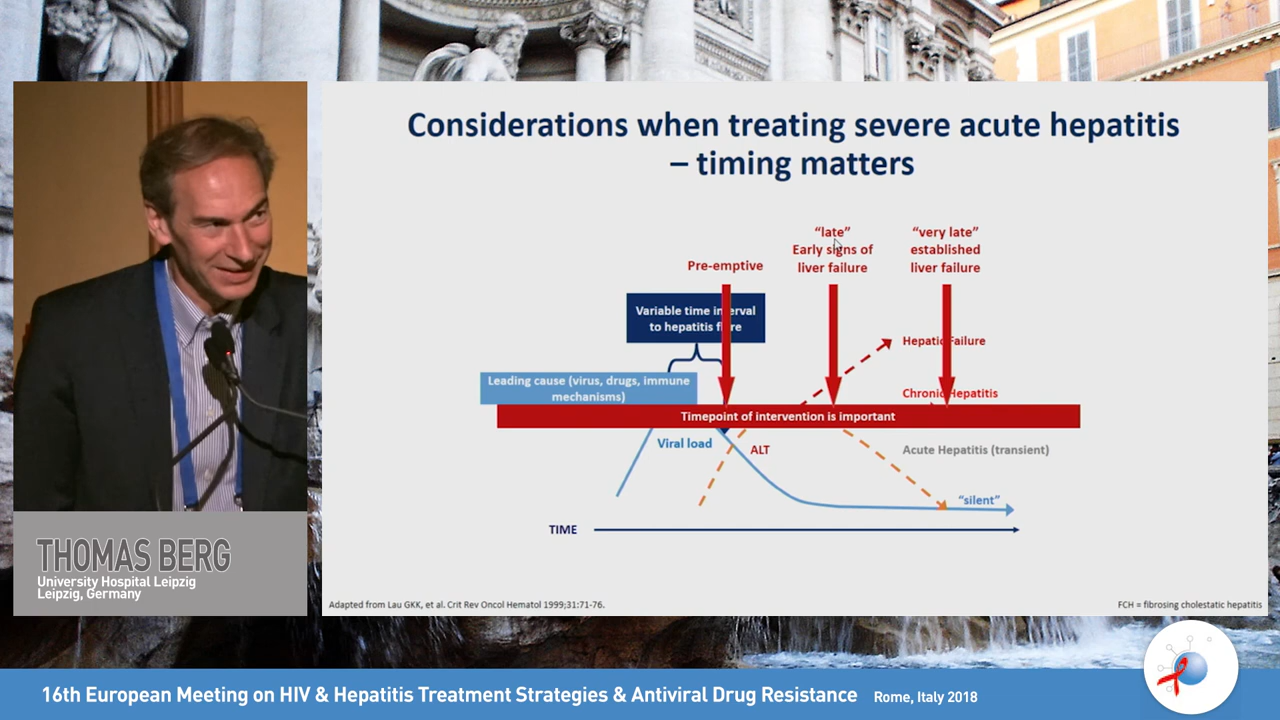 Considerations when treating severe acute hepatitis
– timing matters
"late"
Early signs of
liver failure
"very late"
established
liver failure
Pre-emptive
Variable time interval
to hepatitis flare
Hepatic Failure
Leading cause (virus, drugs, immune
mechanisms)
Chronic Hepatitis
Timepoint of intervention is important
Viral load
ALT
Acute Hepatitis (transient)
"silent"
TIME
Adapted from Lau GKK, et al. Crit Rev Oncol Hematol 1999;31:71-76.
FCH = fibrosing cholestatic hepatitis
THOMAS BERG
University Hospital Leipzig
Leipzig, Germany
16th European Meeting on HIV & Hepatitis Treatment Strategies & Antiviral Drug Resistance Rome, Italy 2018